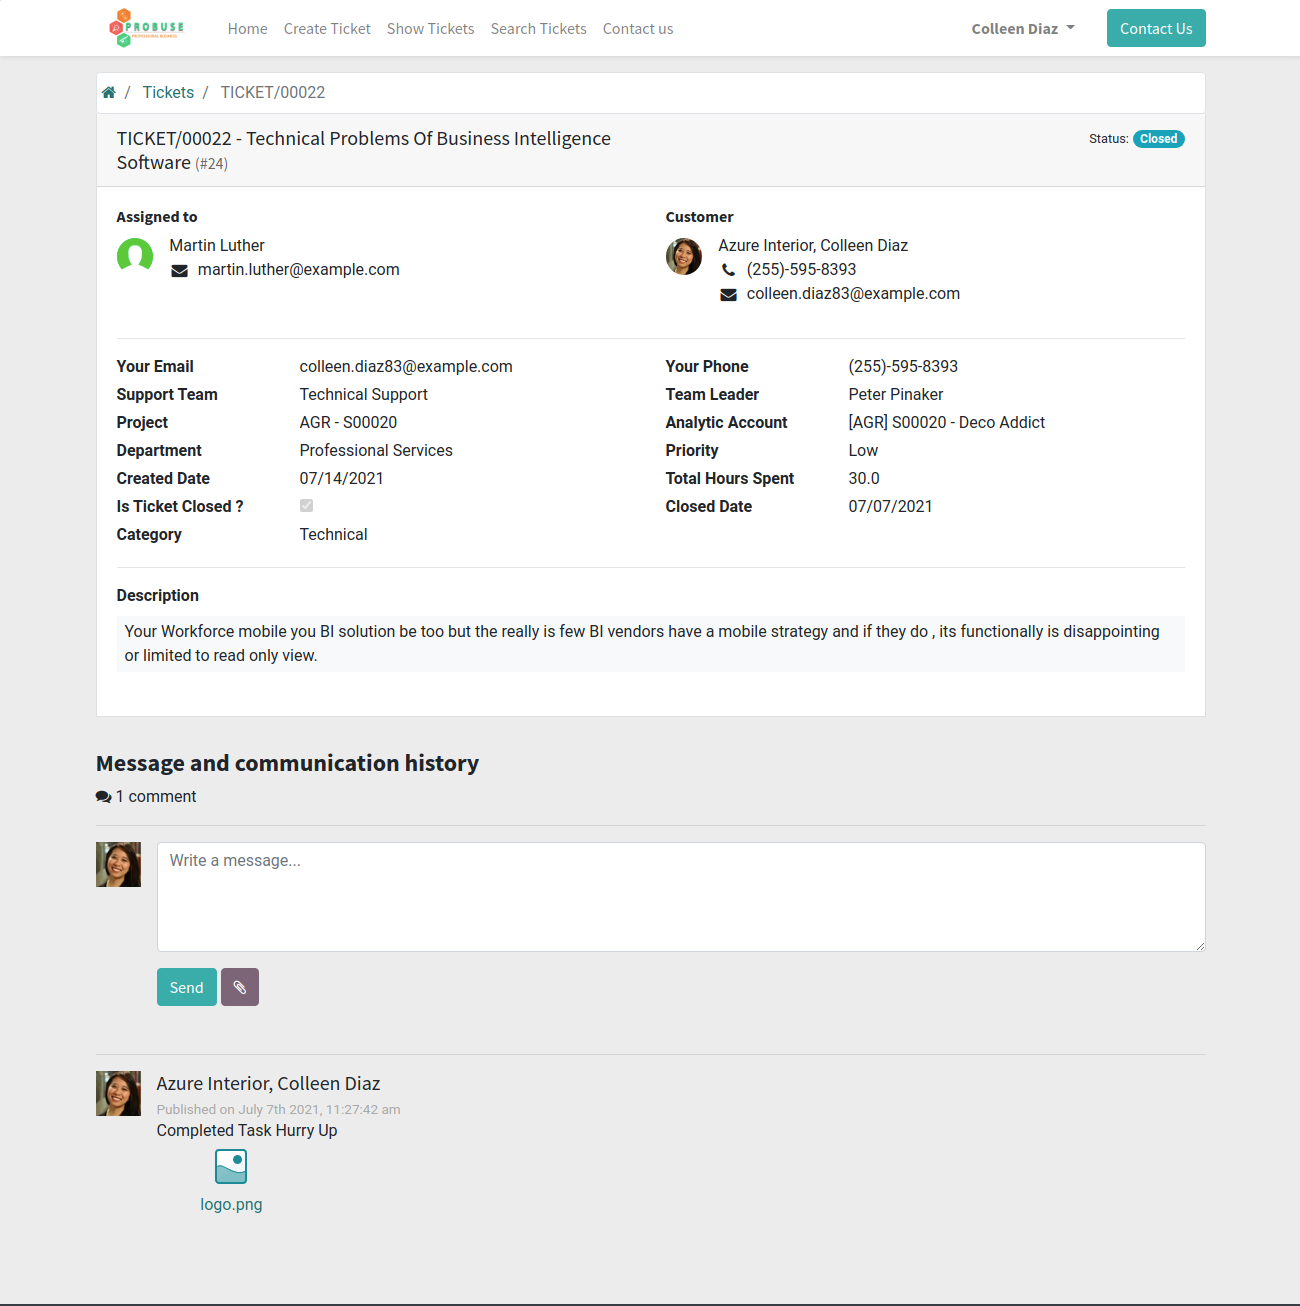 PROBUSE
Home Create Ticket Show Tickets Search Tickets Contact us Colleen Diaz Contact Us
/ Tickets / TICKET/00022
TICKET/00022 - Technical Problems Of Business Intelligence
Software (#24)
Status: Closed
Assigned to
Martin Luther
martin.luther@example.com
Customer
Azure Interior, Colleen Diaz
(255)-595-8393
colleen.diaz83@example.com
Your Email colleen.diaz83@example.com Your Phone (255)-595-8393
Support Team Technical Support Team Leader Peter Pinaker
Project AGR - S00020 Analytic Account [AGR] S00020 - Deco Addict
Department Professional Services Priority Low
Created Date 07/14/2021 Total Hours Spent 30.0
Is Ticket Closed ? Closed Date 07/07/2021
Category Technical
Description
Your Workforce mobile you BI solution be too but the really is few BI vendors have a mobile strategy and if they do , its functionally is disappointing
or limited to read only view.
Message and communication history
1 comment
Write a message...
Send
Azure Interior, Colleen Diaz
Published on July 7th 2021, 11:27:42 am
Completed Task Hurry Up
logo.png